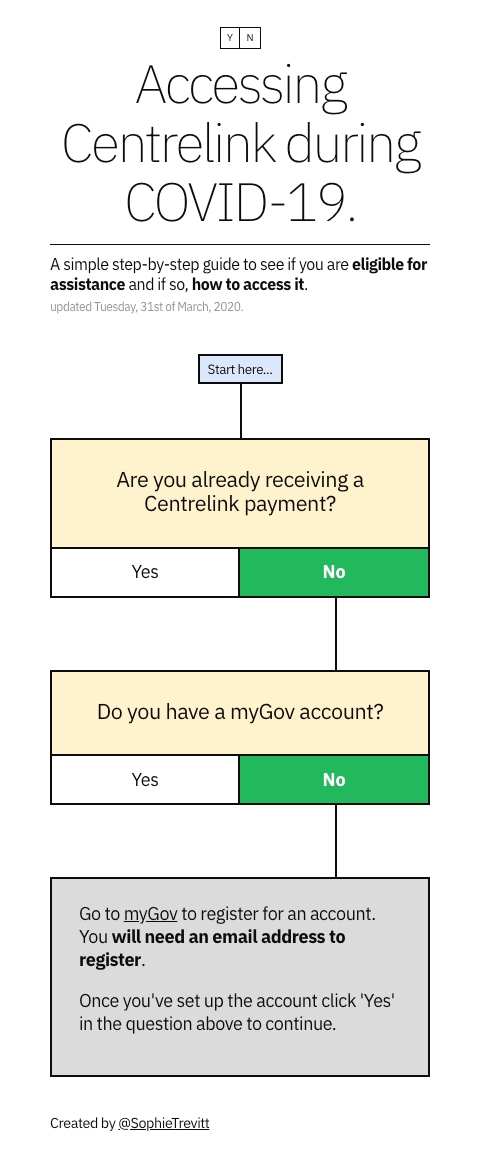 Y N
Accessing
Centrelink during
COVID-19.
A simple step-by-step guide to see if you are eligible for
assistance and if so, how to access it.
updated Tuesday, 31st of March, 2020.
Start here...
Are you already receiving a
Centrelink payment?
Yes No
Do you have a myGov account?
Yes No
Go to myGov to register for an account.
You will need an email address to
register.
Once you've set up the account click 'Yes'
in the question above to continue.
Created by @SophieTrevitt